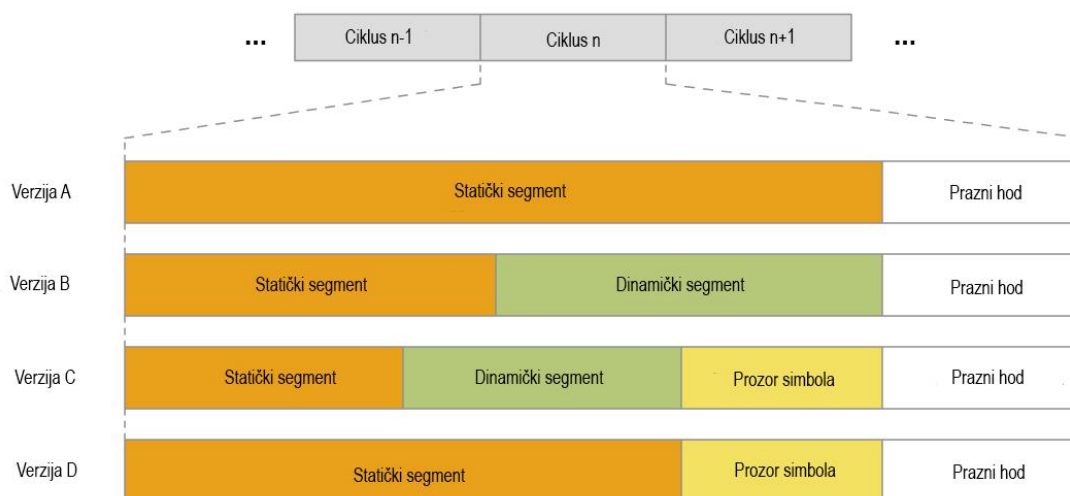 ... Ciklus n-1 Ciklus n Ciklus n+1 ...
Verzija A Statički segment Prazni hod
Verzija B Statički segment Dinamički segment Prazni hod
Verzija C Statički segment Dinamički segment Prozor simbola Prazni hod
Verzija D Statički segment Prozor simbola Prazni hod